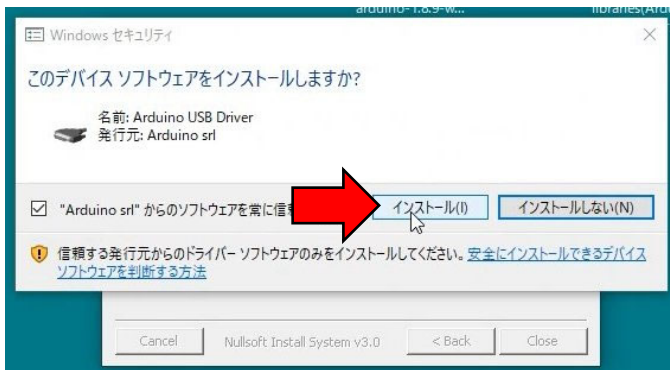 arduino-1.8.9-w...
Windows セキュリティ
このデバイス ソフトウェアをインストールしますか?
名前: Arduino USB Driver
発行元: Arduino srl
"Arduino srl" からのソフトウェアを常に信
インストール(I)
インストールしない(N)
信頼する発行元からのドライバー ソフトウェアのみをインストールしてください。安全にインストールできるデバイス
ソフトウェアを判断する方法
Cancel
Nullsoft Install System v3.0
< Back
Close